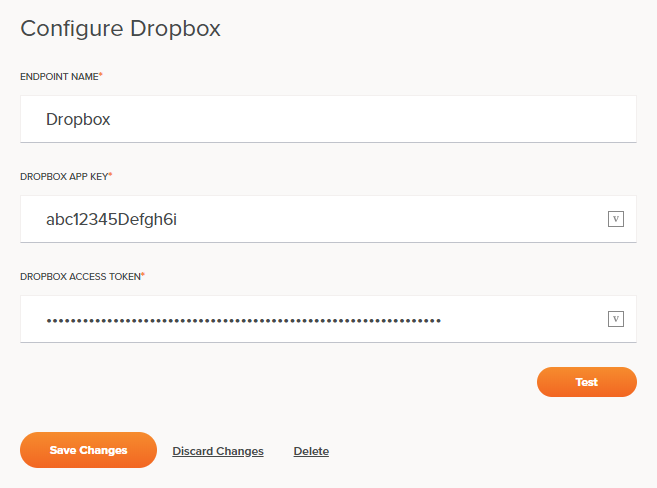 Configure Dropbox
ENDPOINT NAME*
Dropbox
DROPBOX APP KEY*
abc12345Defgh6i
V
DROPBOX ACCESS TOKEN*
•••••••••••••••••••••••••••••••••••••••••••••••••••••••••••••••••
V
Test
Save Changes Discard Changes Delete